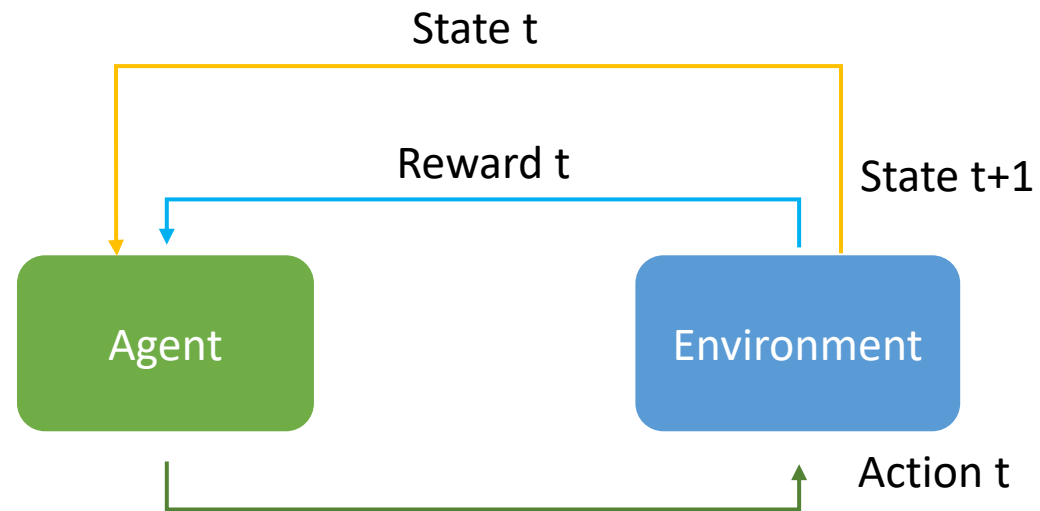 State t
Reward t
State t+1
Agent
Environment
Action t